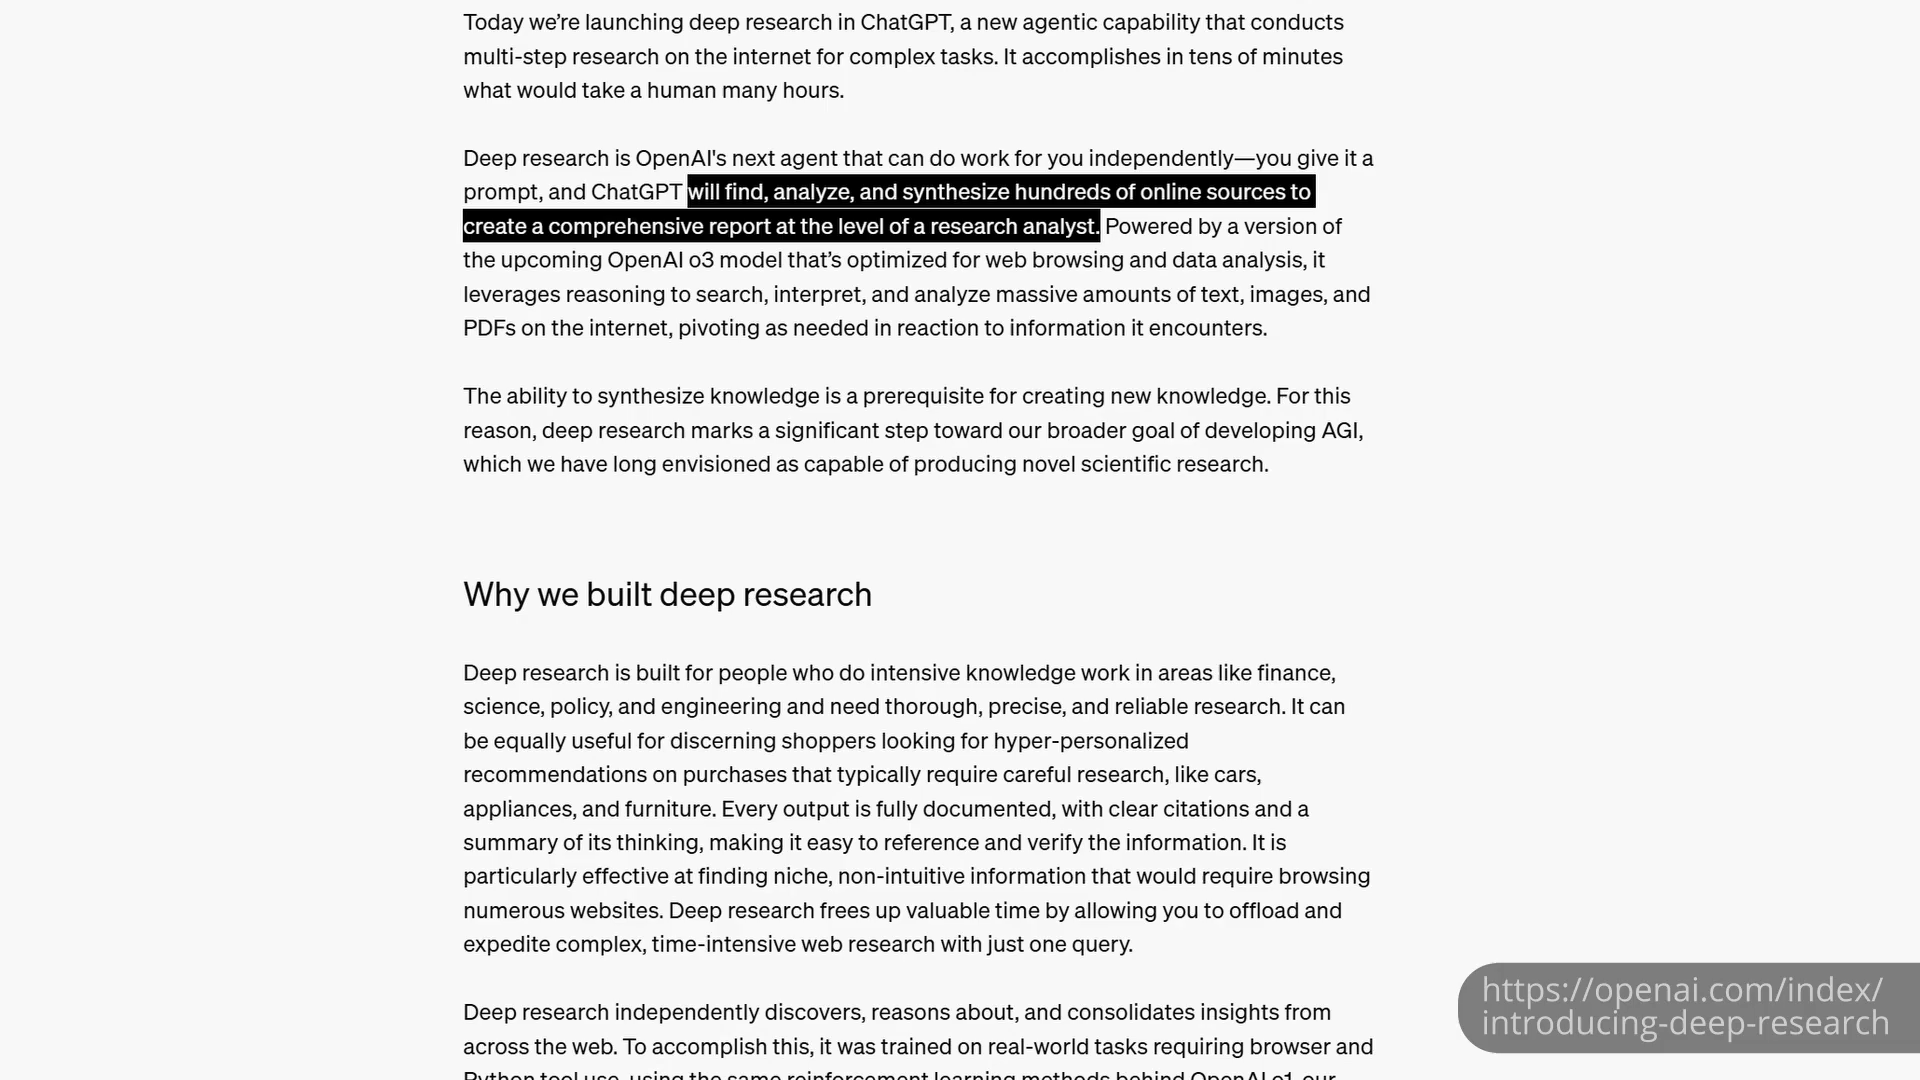 Today we’re launching deep research in ChatGPT, a new agentic capability that conducts
multi-step research on the internet for complex tasks. It accomplishes in tens of minutes
what would take a human many hours.
Deep research is OpenAI's next agent that can do work for you independently—you give it a
prompt, and ChatGPT will find, analyze, and synthesize hundreds of online sources to
create a comprehensive report at the level of a research analyst. Powered by a version of
the upcoming OpenAI o3 model that’s optimized for web browsing and data analysis, it
leverages reasoning to search, interpret, and analyze massive amounts of text, images, and
PDFs on the internet, pivoting as needed in reaction to information it encounters.
The ability to synthesize knowledge is a prerequisite for creating new knowledge. For this
reason, deep research marks a significant step toward our broader goal of developing AGI,
which we have long envisioned as capable of producing novel scientific research.
Why we built deep research
Deep research is built for people who do intensive knowledge work in areas like finance,
science, policy, and engineering and need thorough, precise, and reliable research. It can
be equally useful for discerning shoppers looking for hyper-personalized
recommendations on purchases that typically require careful research, like cars,
appliances, and furniture. Every output is fully documented, with clear citations and a
summary of its thinking, making it easy to reference and verify the information. It is
particularly effective at finding niche, non-intuitive information that would require browsing
numerous websites. Deep research frees up valuable time by allowing you to offload and
expedite complex, time-intensive web research with just one query.
Deep research independently discovers, reasons about, and consolidates insights from
across the web. To accomplish this, it was trained on real-world tasks requiring browser and
Python tool use, using the same reinforcement learning methods behind OpenAI o1, our
https://openai.com/index/
introducing-deep-research